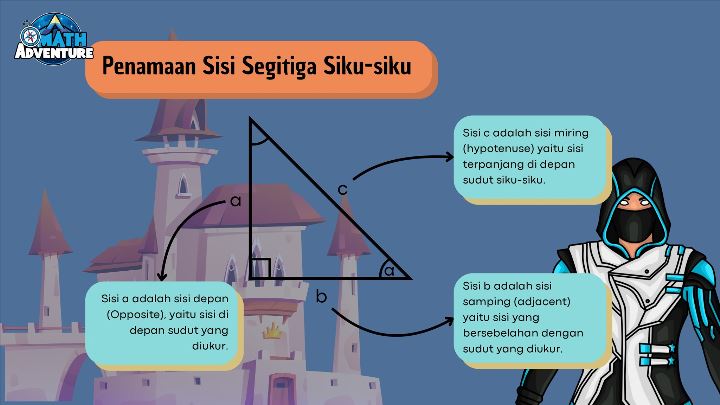 MATH
ADVENTURE
Penamaan Sisi Segitiga Siku-siku
Sisi c adalah sisi miring
(hypotenuse) yaitu sisi
terpanjang di depan
sudut siku-siku.
c
a
α
b
Sisi a adalah sisi depan
(Opposite), yaitu sisi di
depan sudut yang
diukur.
Sisi b adalah sisi
samping (adjacent)
yaitu sisi yang
bersebelahan dengan
sudut yang diukur.